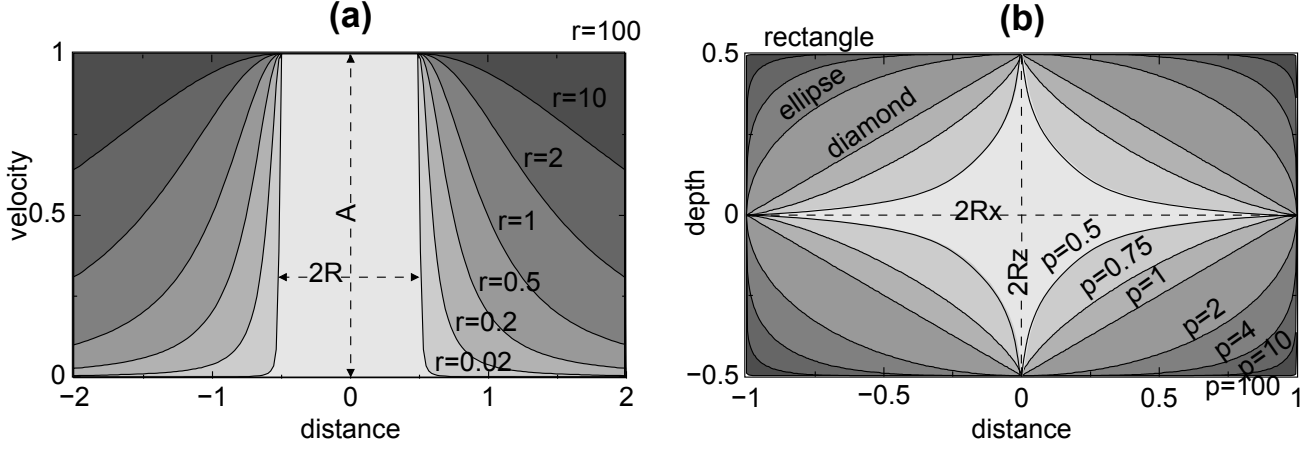 (a)
r=100
1
0.5
0
velocity
r=10
r=2
r=1
r=0.5
r=0.2
r=0.02
A
2R
−2
−1
0
1
2
distance
(b)
rectangle
0.5
0
−0.5
depth
ellipse
diamond
2Rx
2Rz
p=0.5
p=0.75
p=1
p=2
p=4
p=10
p=100
−1
−0.5
0
0.5
1
distance